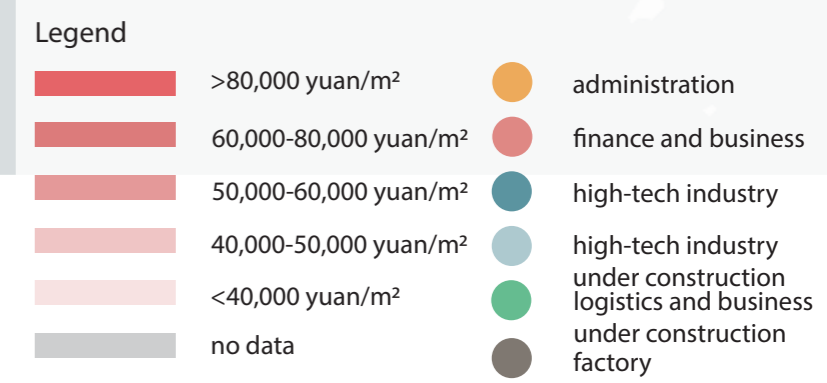 Legend
>80,000 yuan/m²
60,000-80,000 yuan/m²
50,000-60,000 yuan/m²
40,000-50,000 yuan/m²
<40,000 yuan/m²
no data
administration
finance and business
high-tech industry
high-tech industry
under construction
logistics and business
under construction
factory